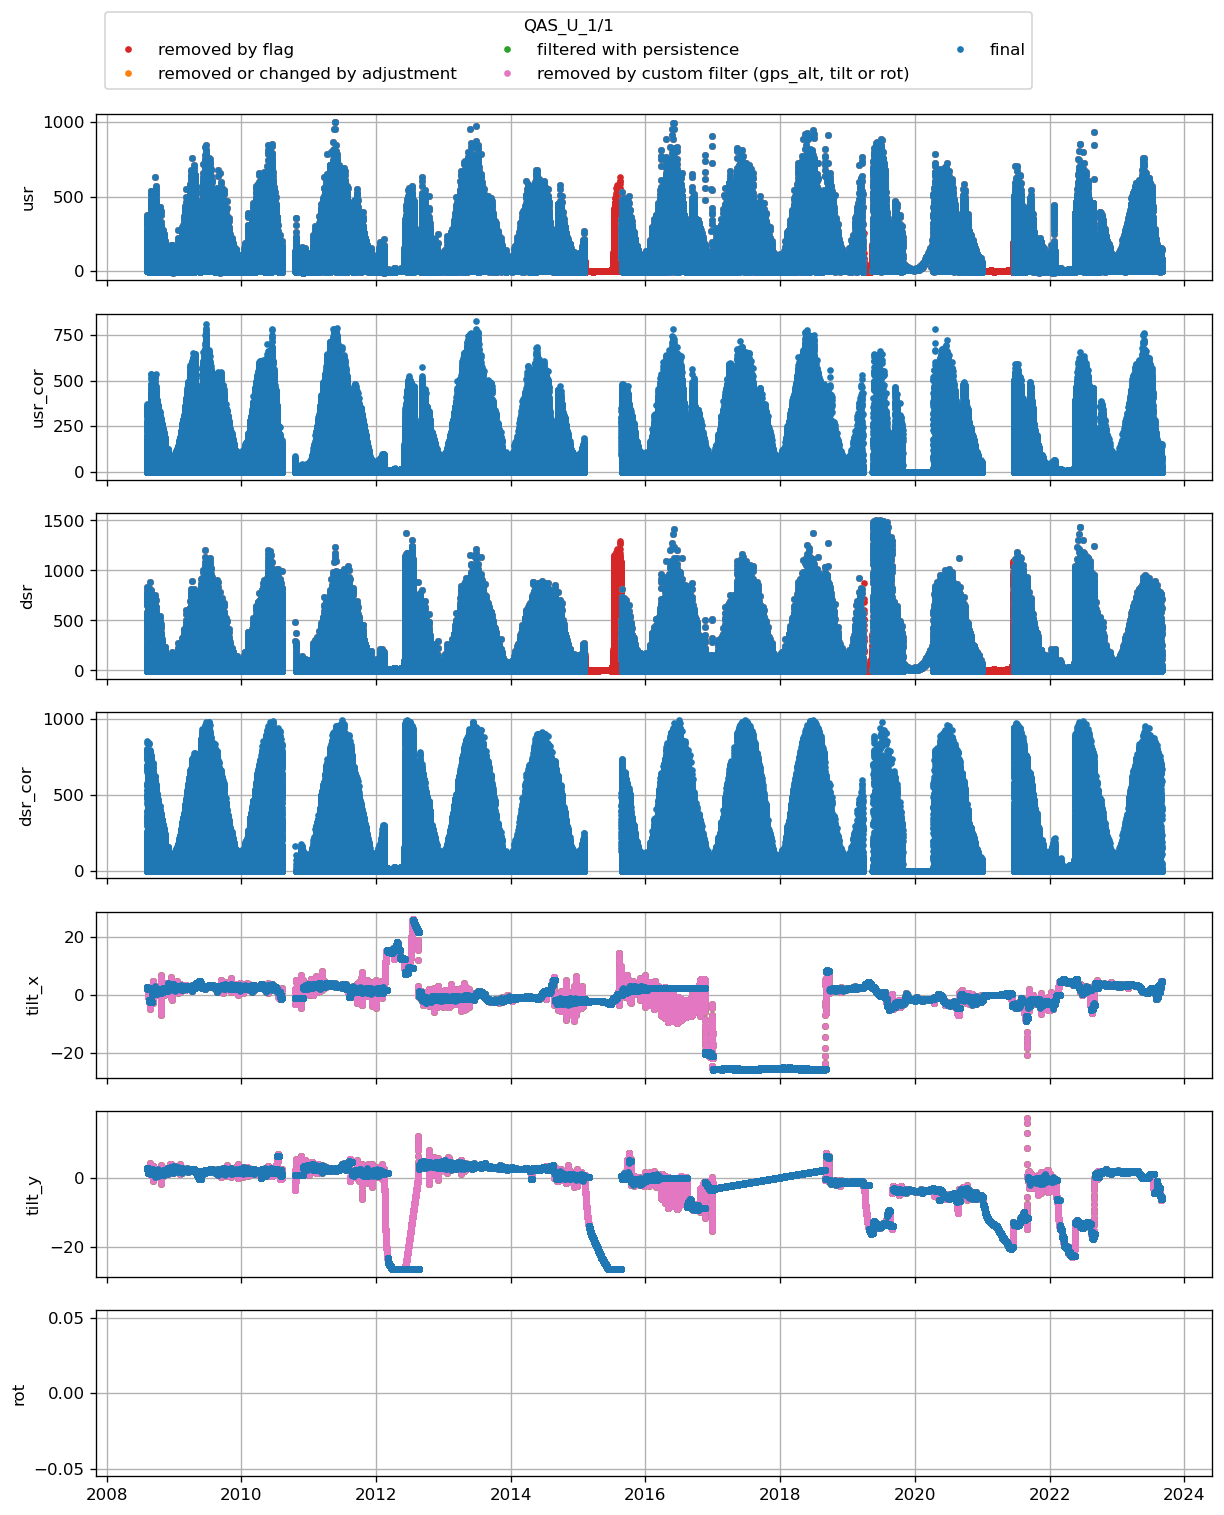 QAS_U_1/1
removed by flag
removed or changed by adjustment
filtered with persistence
removed by custom filter (gps_alt, tilt or rot)
final
1000
500
0
usr
750
500
250
0
usr_cor
1500
1000
500
0
dsr
1000
500
0
dsr_cor
20
0
−20
tilt_x
0
−20
tilt_y
0.05
0.00
−0.05
rot
2008 2010 2012 2014 2016 2018 2020 2022 2024